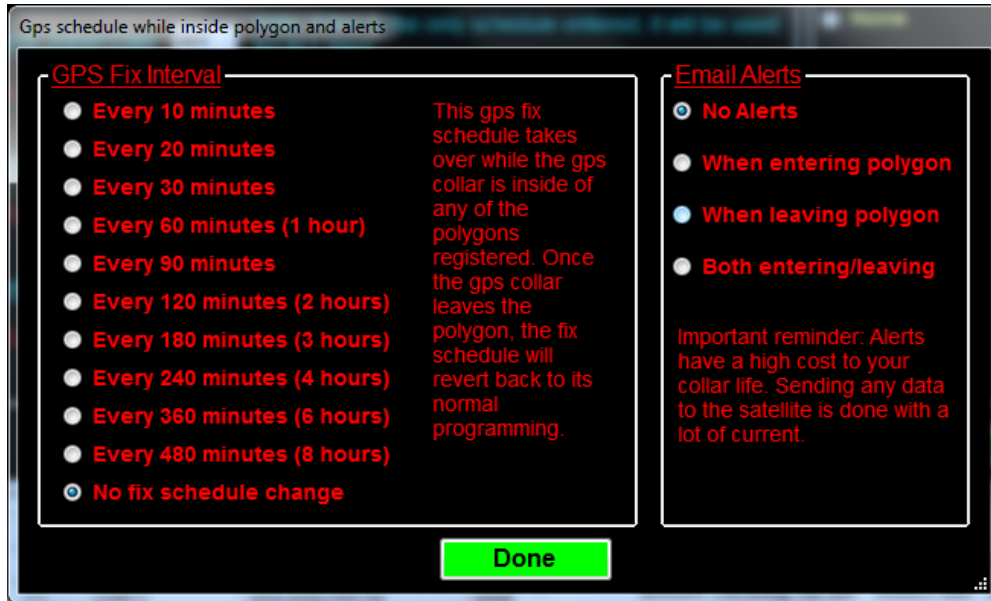 Gps schedule while inside polygon and alerts
GPS Fix Interval
Every 10 minutes
Every 20 minutes
Every 30 minutes
Every 60 minutes (1 hour)
Every 90 minutes
Every 120 minutes (2 hours)
Every 180 minutes (3 hours)
Every 240 minutes (4 hours)
Every 360 minutes (6 hours)
Every 480 minutes (8 hours)
No fix schedule change
This gps fix
schedule takes
over while the gps
collar is inside of
any of the
polygons
registered. Once
the gps collar
leaves the
polygon, the fix
schedule will
revert back to its
normal
programming.
Email Alerts
No Alerts
When entering polygon
When leaving polygon
Both entering/leaving
Important reminder: Alerts
have a high cost to your
collar life. Sending any data
to the satellite is done with a
lot of current.
Done